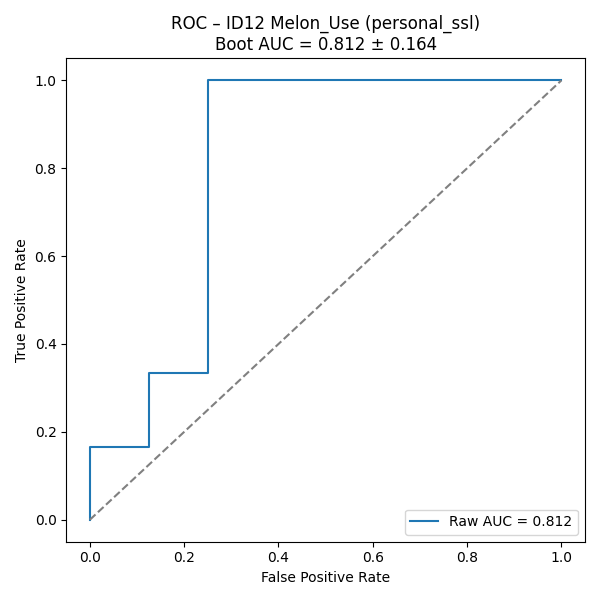 ROC – ID12 Melon_Use (personal_ssl)
Boot AUC = 0.812 ± 0.164
True Positive Rate
1.0
0.8
0.6
0.4
0.2
0.0
Raw AUC = 0.812
0.0 0.2 0.4 0.6 0.8 1.0
False Positive Rate